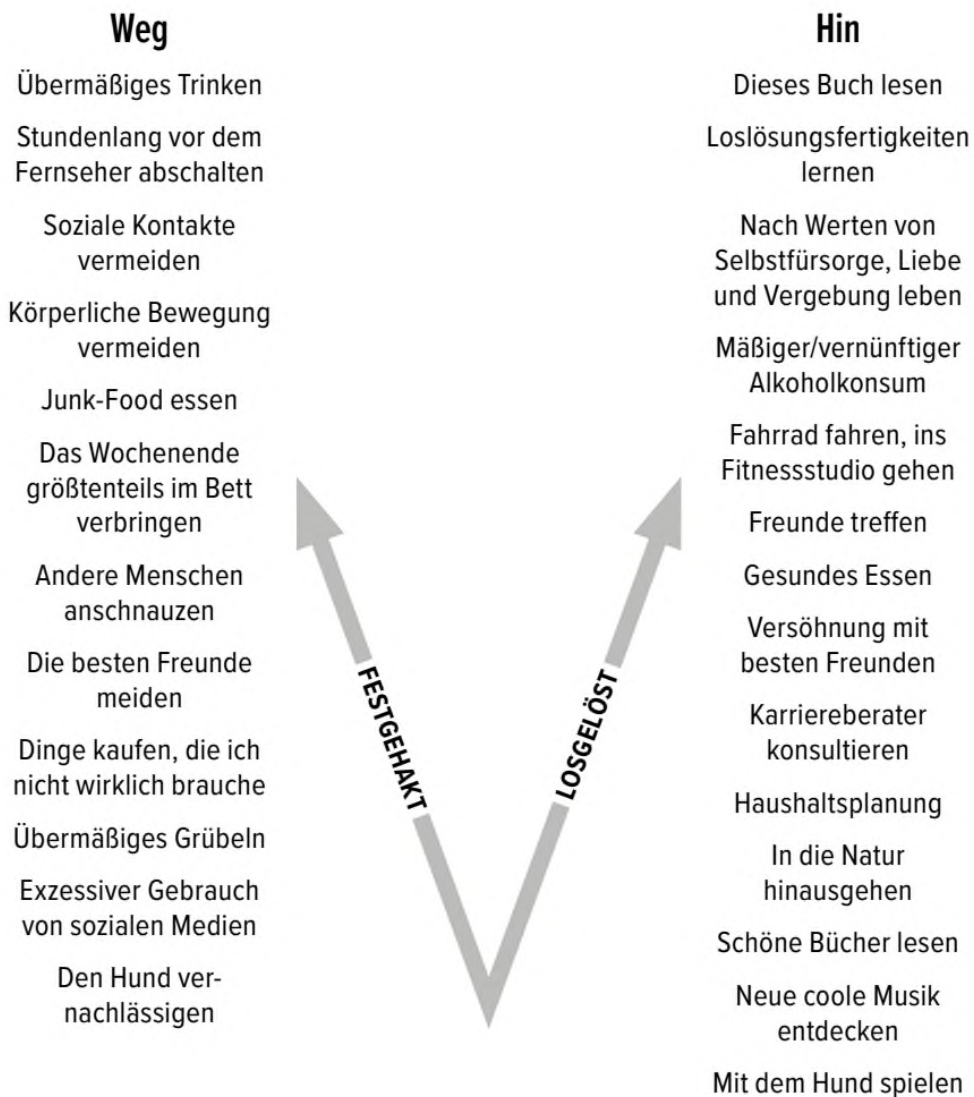 Weg
Übermäßiges Trinken
Stundenlang vor dem
Fernseher abschalten
Soziale Kontakte
vermeiden
Körperliche Bewegung
vermeiden
Junk-Food essen
Das Wochenende
größtenteils im Bett
verbringen
Andere Menschen
anschnauzen
Die besten Freunde
meiden
Dinge kaufen, die ich
nicht wirklich brauche
Übermäßiges Grübeln
Exzessiver Gebrauch
von sozialen Medien
Den Hund ver-
nachlässigen
FESTGEHAKT
LOSGELÖST
Hin
Dieses Buch lesen
Loslösungsfertigkeiten
lernen
Nach Werten von
Selbstfürsorge, Liebe
und Vergebung leben
Mäßiger/vernünftiger
Alkoholkonsum
Fahrrad fahren, ins
Fitnessstudio gehen
Freunde treffen
Gesundes Essen
Versöhnung mit
besten Freunden
Karriereberater
konsultieren
Haushaltsplanung
In die Natur
hinausgehen
Schöne Bücher lesen
Neue coole Musik
entdecken
Mit dem Hund spielen